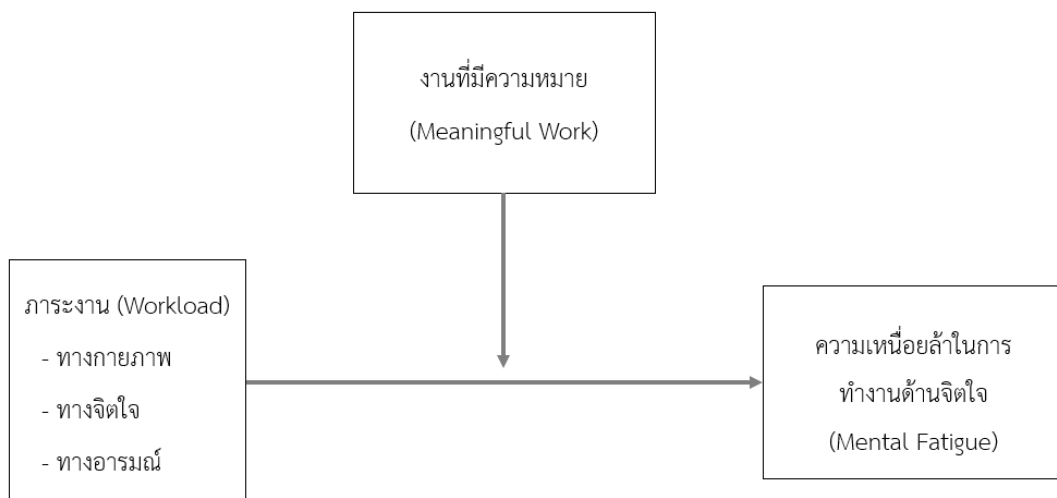 งานที่มีความหมาย
(Meaningful Work)
ภาระงาน (Workload)
- ทางกายภาพ
- ทางจิตใจ
- ทางอารมณ์
ความเหนื่อยล้าในการ
ทำงานด้านจิตใจ
(Mental Fatigue)